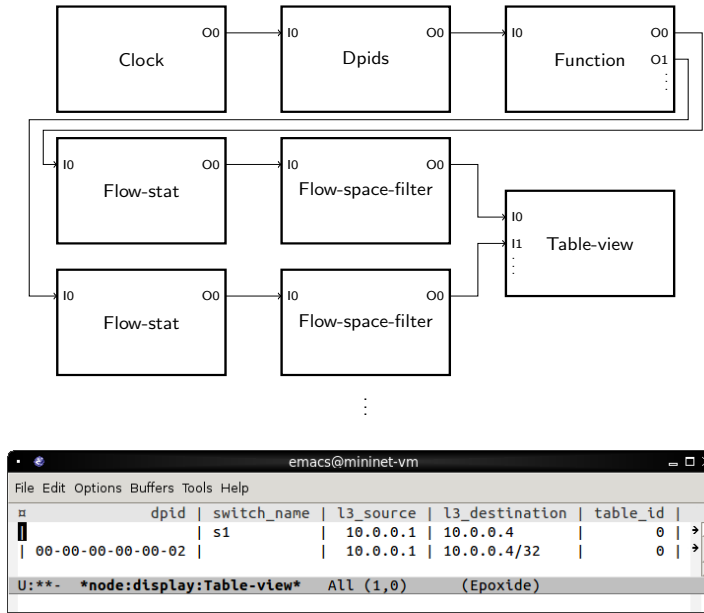 O0 I0 O0 I0 O0
Clock Dpids Function O1
I0 O0 I0 O0
Flow-stat Flow-space-filter
I0
I1 Table-view
I0 O0 I0 O0
Flow-stat Flow-space-filter
emacs@mininet-vm
File Edit Options Buffers Tools Help
¤ dpid | switch_name | l3_source | l3_destination | table_id |
| | s1 | 10.0.0.1 | 10.0.0.4 | 0 |
| 00-00-00-00-00-02 | | 10.0.0.1 | 10.0.0.4/32 | 0 |
U:**- *node:display:Table-view* All (1,0) (Epoxide)